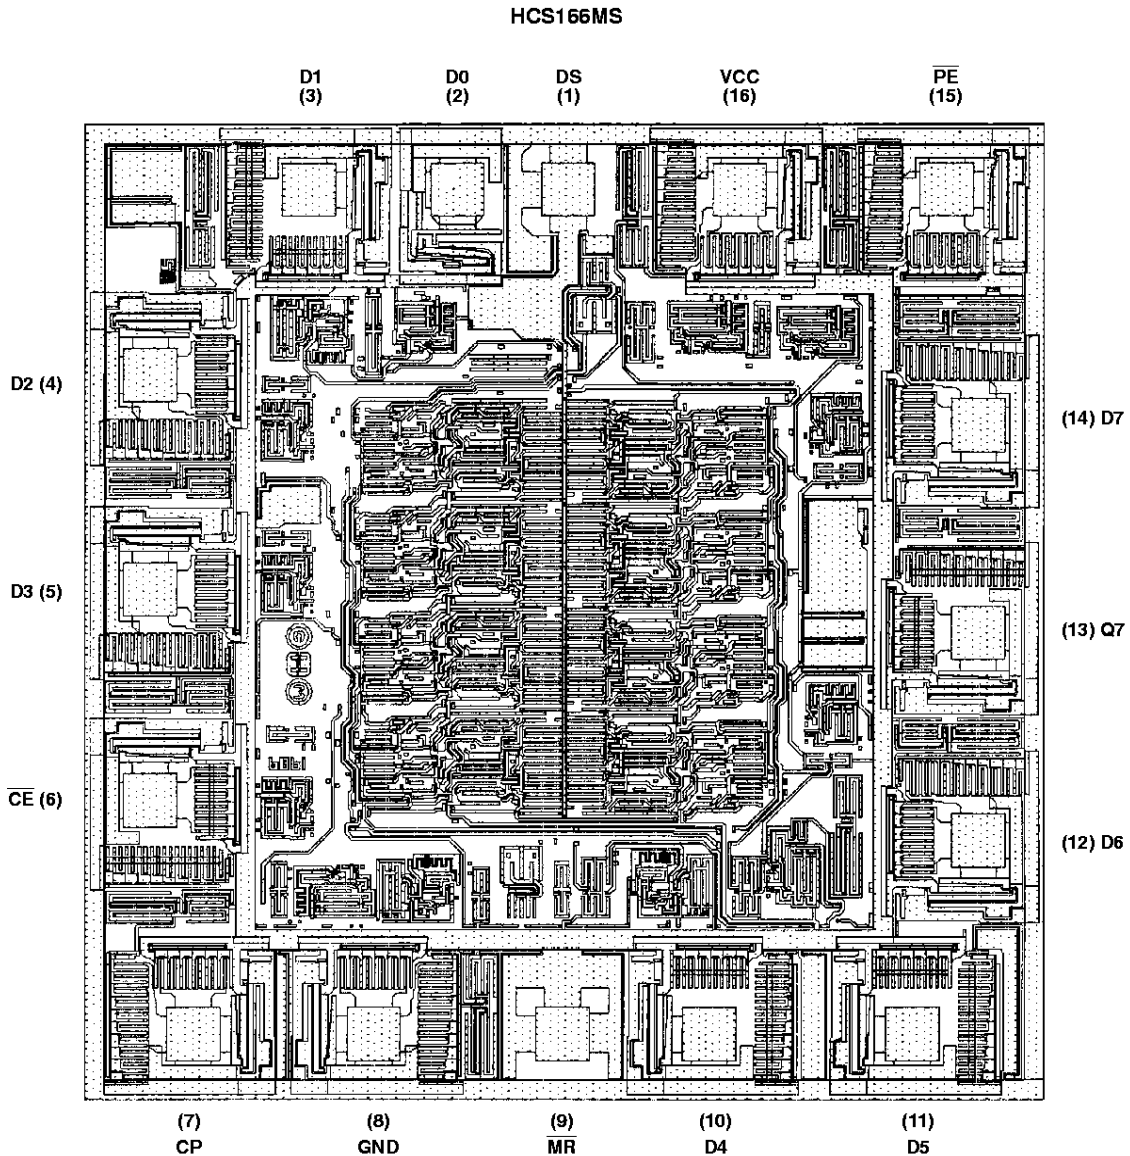 HCS166MS
D1 D0 DS VCC PE
(3) (2) (1) (16) (15)
D2 (4)
(14) D7
D3 (5)
(13) Q7
CE (6)
(12) D6
(7) (8) (9) (10) (11)
CP GND MR D4 D5